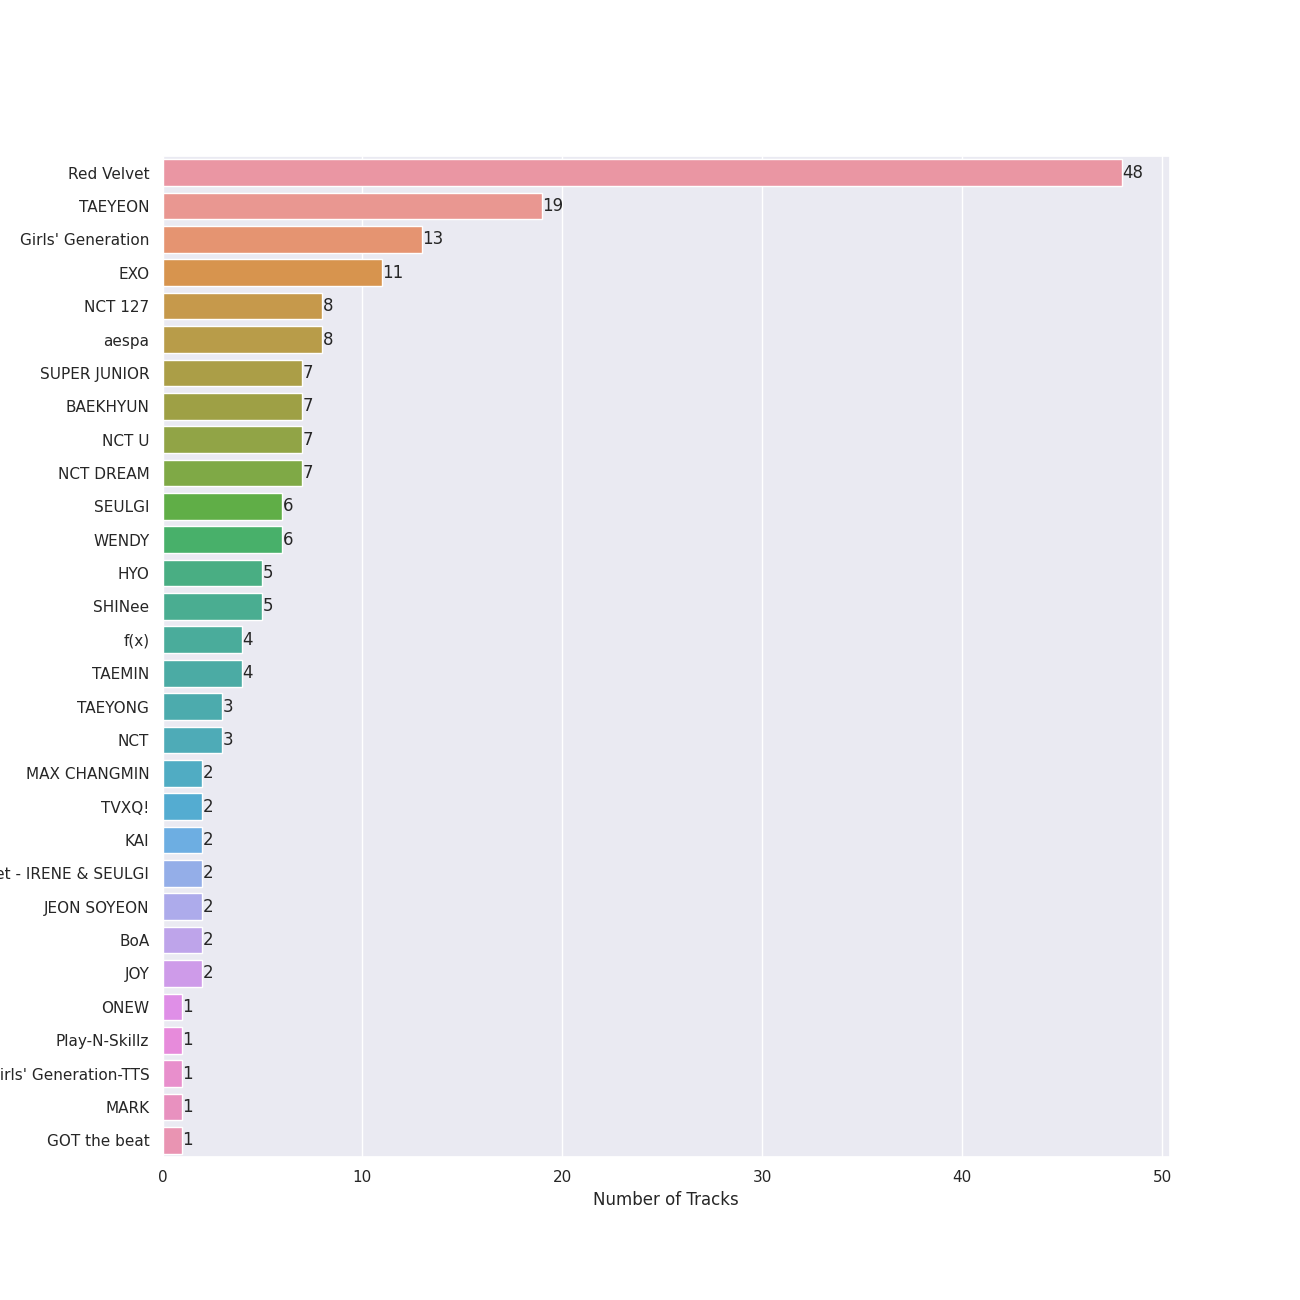 Red Velvet 48
TAEYEON 19
Girls' Generation 13
EXO 11
NCT 127 8
aespa 8
SUPER JUNIOR 7
BAEKHYUN 7
NCT U 7
NCT DREAM 7
SEULGI 6
WENDY 6
HYO 5
SHINee 5
f(x) 4
TAEMIN 4
TAEYONG 3
NCT 3
MAX CHANGMIN 2
TVXQ! 2
KAI 2
et - IRENE & SEULGI 2
JEON SOYEON 2
BoA 2
JOY 2
ONEW 1
Play-N-Skillz 1
irls' Generation-TTS 1
MARK 1
GOT the beat 1
0 10 20 30 40 50
Number of Tracks